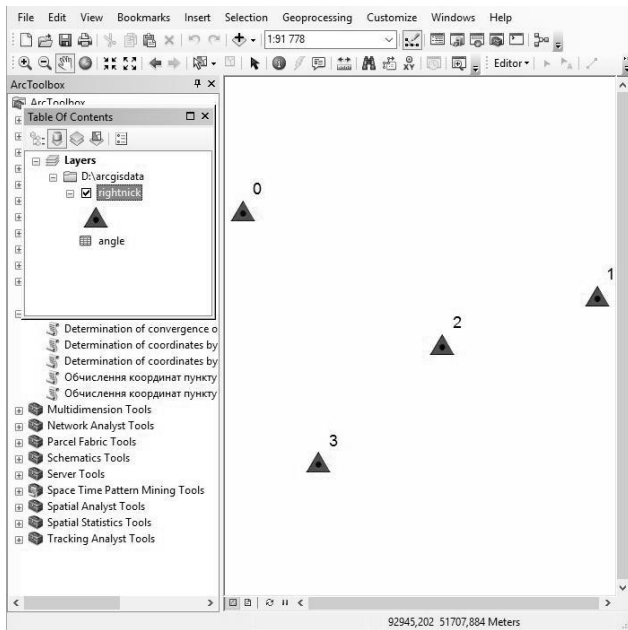 File Edit View Bookmarks Insert Selection Geoprocessing Customize Windows Help
1:91 778
Editor
ArcToolbox
ArcToolbox
Table Of Contents
Layers
D:\arcgisdata
rightnick
angle
0
1
2
3
Determination of convergence o
Determination of coordinates by
Determination of coordinates by
Обчислення координат пункту
Обчислення координат пункту
Multidimension Tools
Network Analyst Tools
Parcel Fabric Tools
Schematics Tools
Server Tools
Space Time Pattern Mining Tools
Spatial Analyst Tools
Spatial Statistics Tools
Tracking Analyst Tools
92945,202 51707,884 Meters